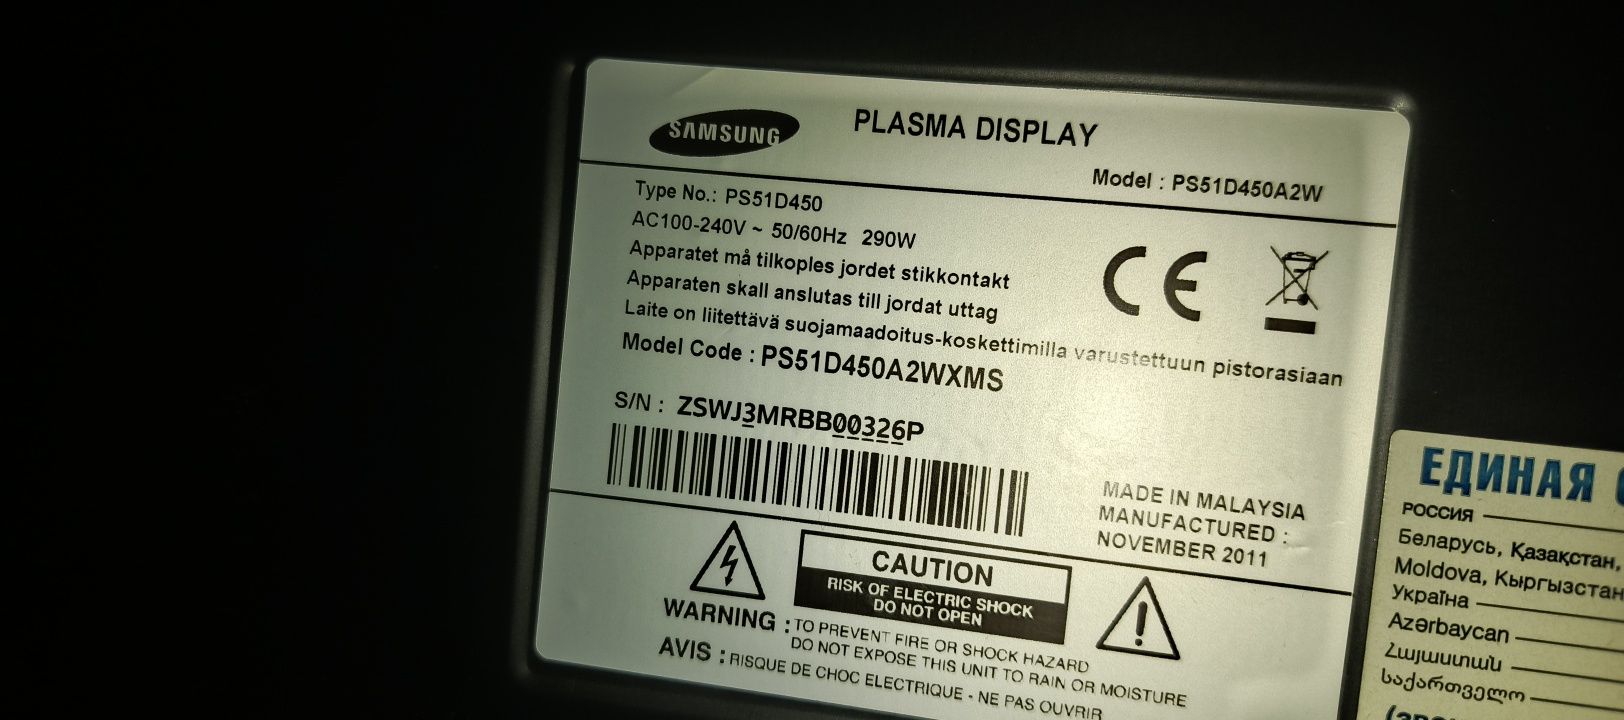 SAMSUNG
PLASMA DISPLAY
Model : PS51D450A2W
Type No.: PS51D450
AC100-240V ~ 50/60Hz 290W
Apparatet må tilkoples jordet stikkontakt
Apparaten skall anslutas till jordat uttag
Laite on liitettävä suojamaadoitus-koskettimilla varustettuun pistorasiaan
Model Code : PS51D450A2WXMS
S/N : ZSWJ3MRBB00326P
MADE IN MALAYSIA
MANUFACTURED :
NOVEMBER 2011
CAUTION
RISK OF ELECTRIC SHOCK
DO NOT OPEN
WARNING : TO PREVENT FIRE OR SHOCK HAZARD
DO NOT EXPOSE THIS UNIT TO RAIN OR MOISTURE
AVIS : RISQUE DE CHOC ELECTRIQUE - NE PAS OUVRIR
ЕДИНАЯ
РОССИЯ
Беларусь, Қазақстан,
Moldova, Кыргызстан
Україна
Azərbaycan
Հայաստան
საქართველო